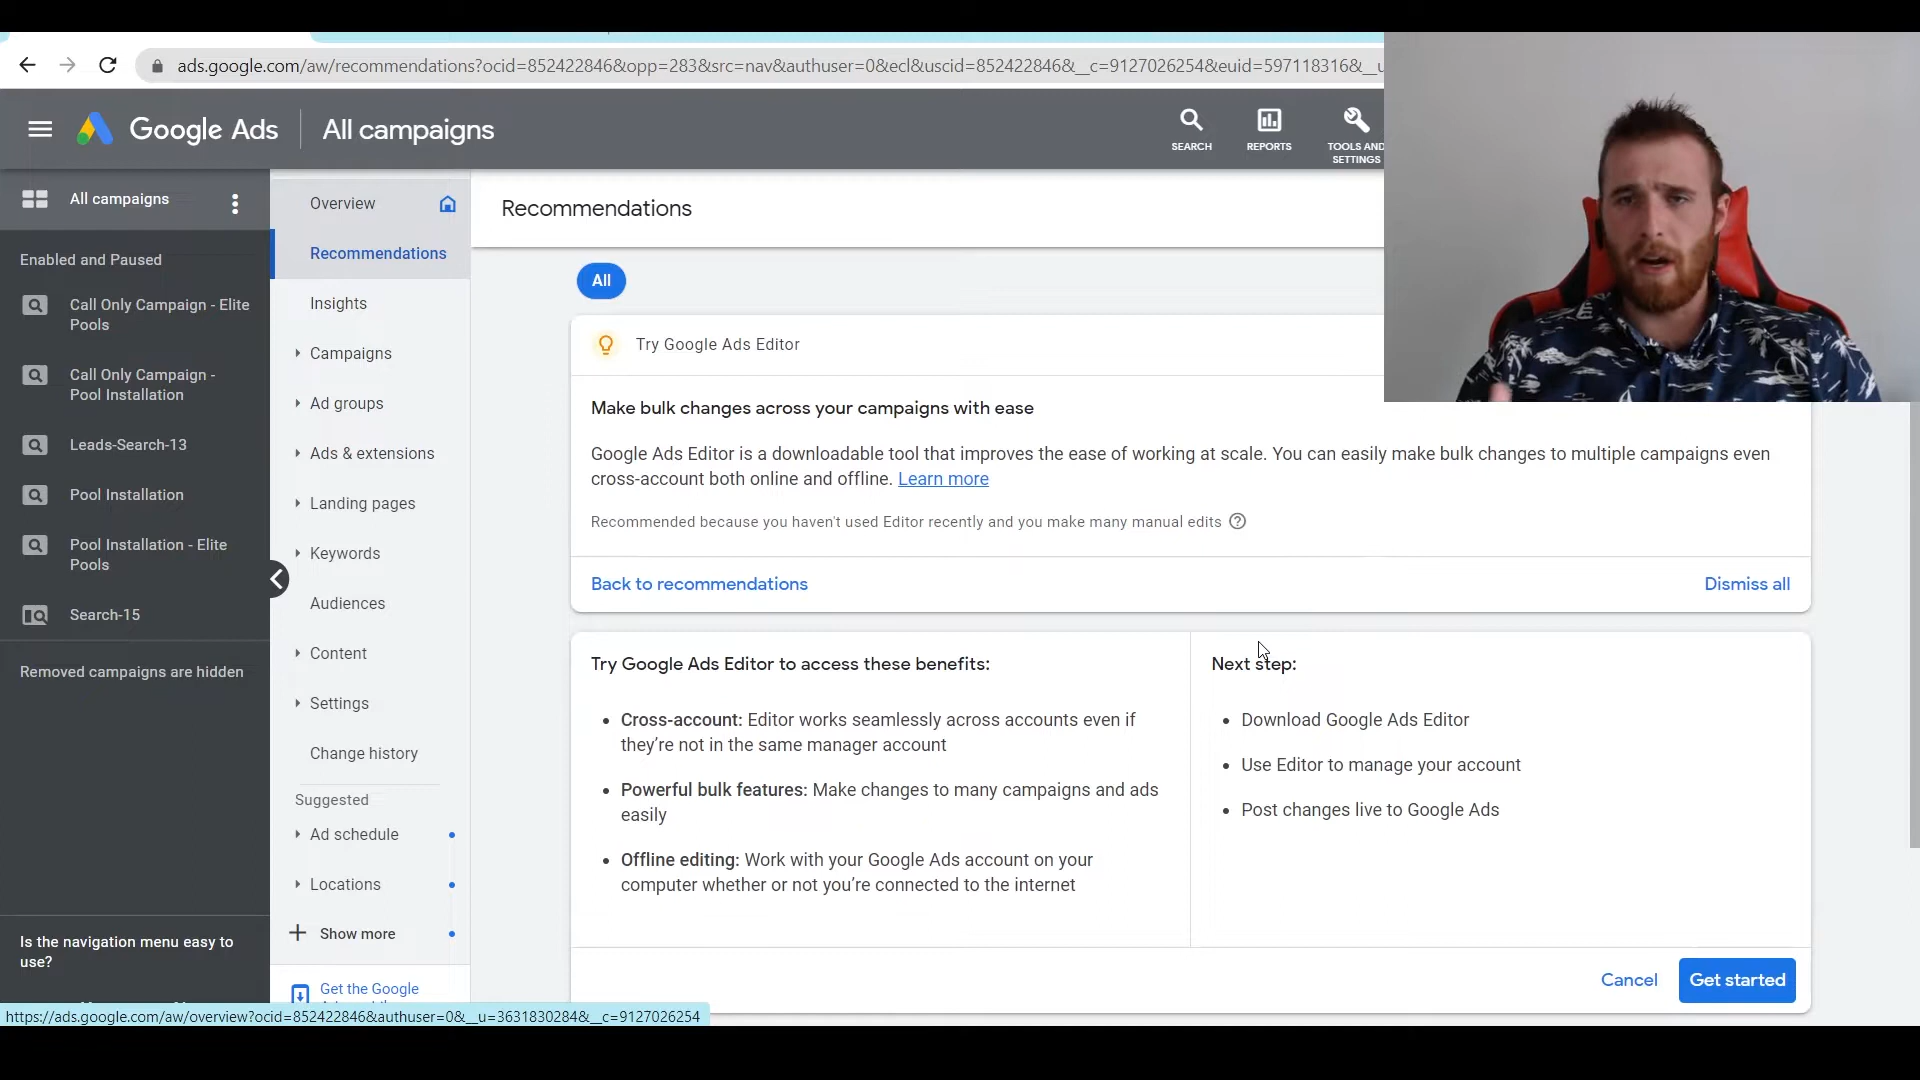 ads.google.com/aw/recommendations?ocid=852422846&opp=283&src=nav&authuser=0&ecl&uscid=852422846&__c=9127026254&euid=597118316&__u
Google Ads
All campaigns
SEARCH
REPORTS
TOOLS AND
SETTINGS
All campaigns
Enabled and Paused
Call Only Campaign - Elite
Pools
Call Only Campaign -
Pool Installation
Leads-Search-13
Pool Installation
Pool Installation - Elite
Pools
Search-15
Removed campaigns are hidden
Is the navigation menu easy to
use?
Overview
Recommendations
Insights
Campaigns
Ad groups
Ads & extensions
Landing pages
Keywords
Audiences
Content
Settings
Change history
Suggested
Ad schedule
Locations
Show more
Get the Google
Recommendations
All
Try Google Ads Editor
Make bulk changes across your campaigns with ease
Google Ads Editor is a downloadable tool that improves the ease of working at scale. You can easily make bulk changes to multiple campaigns even
cross-account both online and offline. Learn more
Recommended because you haven't used Editor recently and you make many manual edits
Back to recommendations
Dismiss all
Try Google Ads Editor to access these benefits:
Cross-account: Editor works seamlessly across accounts even if
they're not in the same manager account
Powerful bulk features: Make changes to many campaigns and ads
easily
Offline editing: Work with your Google Ads account on your
computer whether or not you're connected to the internet
Next step:
Download Google Ads Editor
Use Editor to manage your account
Post changes live to Google Ads
Cancel
Get started
https://ads.google.com/aw/overview?ocid=852422846&authuser=0&__u=3631830284&__c=9127026254